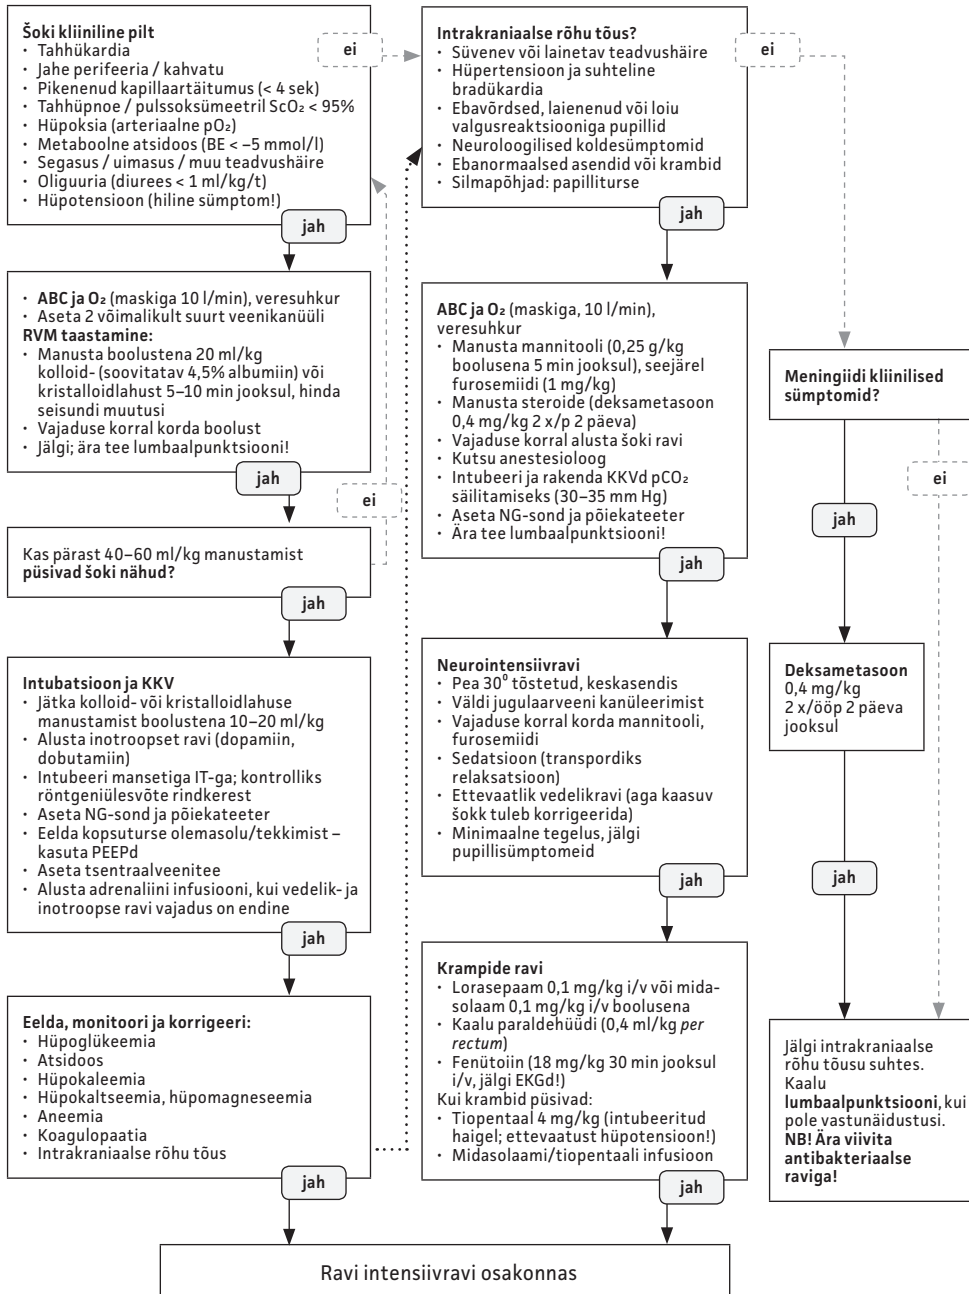 Šoki kliiniline pilt
• Tahhükardia
• Jahe perifeeria / kahvatu
• Pikenenud kapillaartäitumus (< 4 sek)
• Tahhüpnoe / pulssoksümeetril ScO₂ < 95%
• Hüpoksia (arteriaalne pO₂)
• Metaboolne atsidoos (BE < –5 mmol/l)
• Segasus / uimasus / muu teadvushäire
• Oliguuria (diurees < 1 ml/kg/t)
• Hüpotensioon (hiline sümptom!)
jah
ei
• ABC ja O₂ (maskiga 10 l/min), veresuhkur
• Aseta 2 võimalikult suurt veenikanüüli
RVM taastamine:
• Manusta boolustena 20 ml/kg
kolloid- (soovitatav 4,5% albumiin) või
kristalloidlahust 5–10 min jooksul, hinda
seisundi muutusi
• Vajaduse korral korda boolust
• Jälgi; ära tee lumbaalpunktsiooni!
jah
ei
Kas pärast 40–60 ml/kg manustamist
püsivad šoki nähud?
jah
Intubatsioon ja KKV
• Jätka kolloid- või kristalloidlahuse
manustamist boolustena 10–20 ml/kg
• Alusta inotroopset ravi (dopamiin,
dobutamiin)
• Intubeeri mansetiga IT-ga; kontrolliks
röntgeniülesvõte rindkerest
• Aseta NG-sond ja põiekateeter
• Eelda kopsuturse olemasolu/tekkimist –
kasuta PEEPd
• Aseta tsentraalveenitee
• Alusta adrenaliini infusiooni, kui vedelik- ja
inotroopse ravi vajadus on endine
jah
Eelda, monitoori ja korrigeeri:
• Hüpoglükeemia
• Atsidoos
• Hüpokaleemia
• Hüpokaltseemia, hüpomagneseemia
• Aneemia
• Koagulopaatia
• Intrakraniaalse rõhu tõus
jah
Intrakraniaalse rõhu tõus?
• Süvenev või lainetav teadvushäire
• Hüpertensioon ja suhteline
bradükardia
• Ebavõrdsed, laienenud või loiu
valgusreaktsiooniga pupillid
• Neuroloogilised koldesümptomid
• Ebanormaalsed asendid või krambid
• Silmapõhjad: papilliturse
jah
ei
ABC ja O₂ (maskiga, 10 l/min),
veresuhkur
• Manusta mannitooli (0,25 g/kg
boolusena 5 min jooksul), seejärel
furosemiidi (1 mg/kg)
• Manusta steroide (deksametasoon
0,4 mg/kg 2 x/p 2 päeva)
• Vajaduse korral alusta šoki ravi
• Kutsu anestesioloog
• Intubeeri ja rakenda KKVd pCO₂
säilitamiseks (30–35 mm Hg)
• Aseta NG-sond ja põiekateeter
• Ära tee lumbaalpunktsiooni!
jah
Neurointensiivravi
• Pea 30⁰ tõstetud, keskasendis
• Väldi jugulaarveeni kanüleerimist
• Vajaduse korral korda mannitooli,
furosemiidi
• Sedatsioon (transpordiks
relaksatsioon)
• Ettevaatlik vedelikravi (aga kaasuv
šokk tuleb korrigeerida)
• Minimaalne tegelus, jälgi
pupillisümptomeid
jah
Krampide ravi
• Lorasepaam 0,1 mg/kg i/v või mida-
solaam 0,1 mg/kg i/v boolusena
• Kaalu paraldehüüdi (0,4 ml/kg per
rectum)
• Fenütoiin (18 mg/kg 30 min jooksul
i/v, jälgi EKGd!)
Kui krambid püsivad:
• Tiopentaal 4 mg/kg (intubeeritud
haigel; ettevaatust hüpotensioon!)
• Midasolaami/tiopentaali infusioon
jah
Meningiidi kliinilised
sümptomid?
jah
ei
Deksametasoon
0,4 mg/kg
2 x/ööp 2 päeva
jooksul
jah
Jälgi intrakraniaalse
rõhu tõusu suhtes.
Kaalu
lumbaalpunktsiooni, kui
pole vastunäidustusi.
NB! Ära viivita
antibakteriaalse
raviga!
Ravi intensiivravi osakonnas